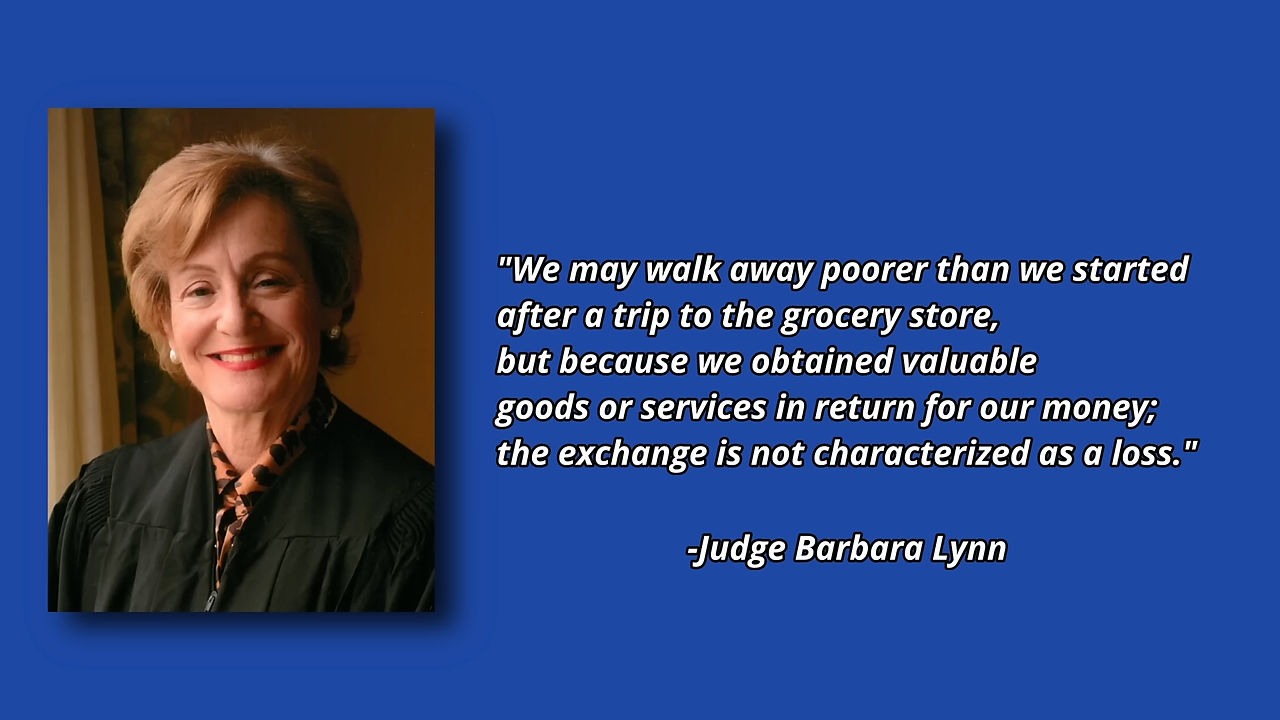 "We may walk away poorer than we started
after a trip to the grocery store,
but because we obtained valuable
goods or services in return for our money;
the exchange is not characterized as a loss."
-Judge Barbara Lynn